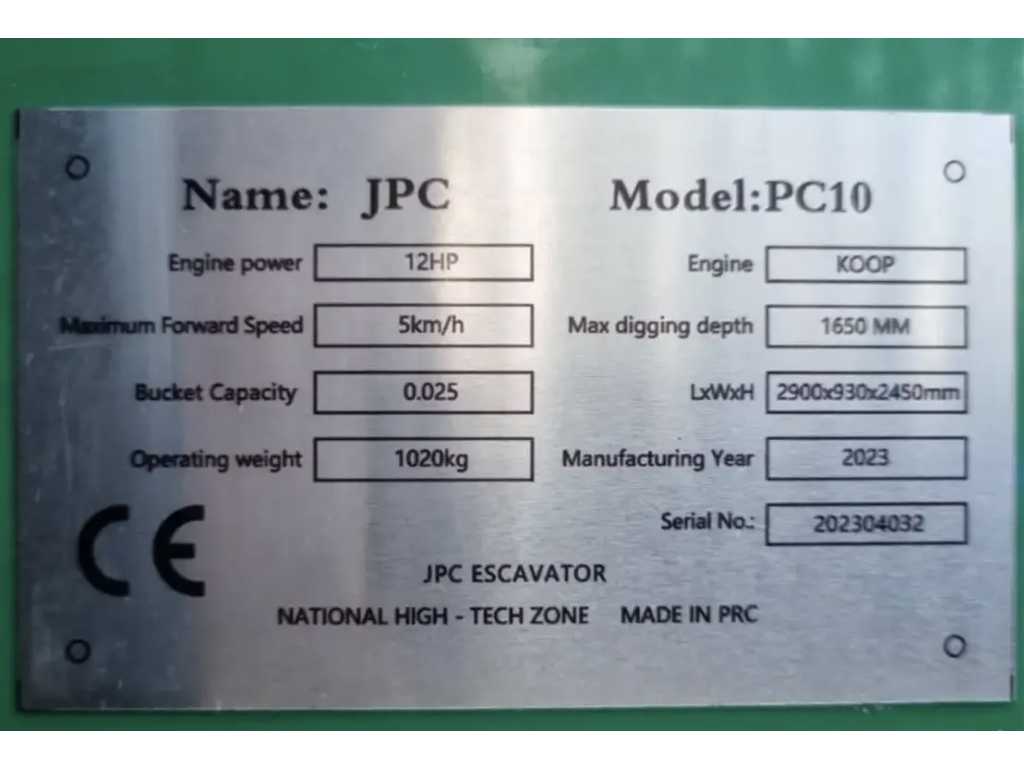 Name: JPC Model:PC10
Engine power 12HP Engine KOOP
Maximum Forward Speed 5km/h Max digging depth 1650 MM
Bucket Capacity 0.025 LxWxH 2900x930x2450mm
Operating weight 1020kg Manufacturing Year 2023
CE Serial No.: 202304032
JPC ESCAVATOR
NATIONAL HIGH - TECH ZONE MADE IN PRC